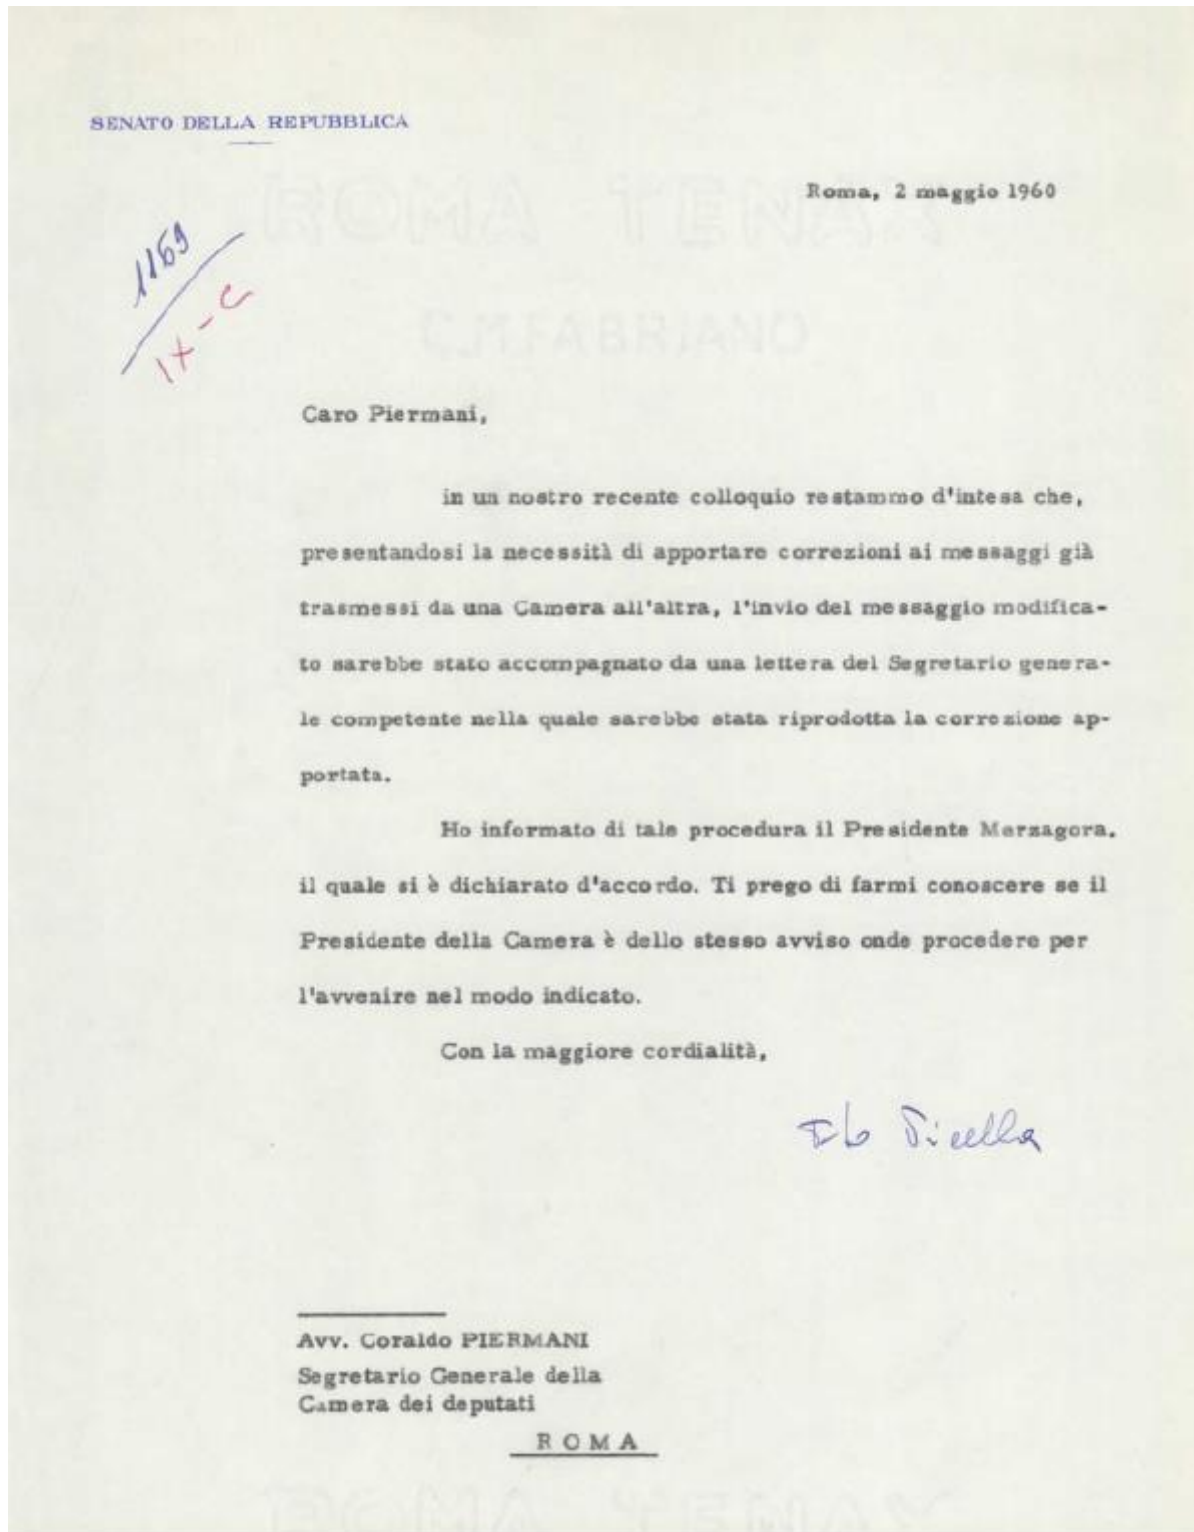 SENATO DELLA REPUBBLICA
Roma, 2 maggio 1960
1169
IX-C
Caro Piermani,
in un nostro recente colloquio restammo d'intesa che,
presentandosi la necessità di apportare correzioni ai messaggi già
trasmessi da una Camera all'altra, l'invio del messaggio modifica-
to sarebbe stato accompagnato da una lettera del Segretario genera-
le competente nella quale sarebbe stata riprodotta la correzione ap-
portata.
Ho informato di tale procedura il Presidente Merzagora.
il quale si è dichiarato d'accordo. Ti prego di farmi conoscere se il
Presidente della Camera è dello stesso avviso onde procedere per
l'avvenire nel modo indicato.
Con la maggiore cordialità,
Avv. Coraldo PIERMANI
Segretario Generale della
Camera dei deputati
ROMA